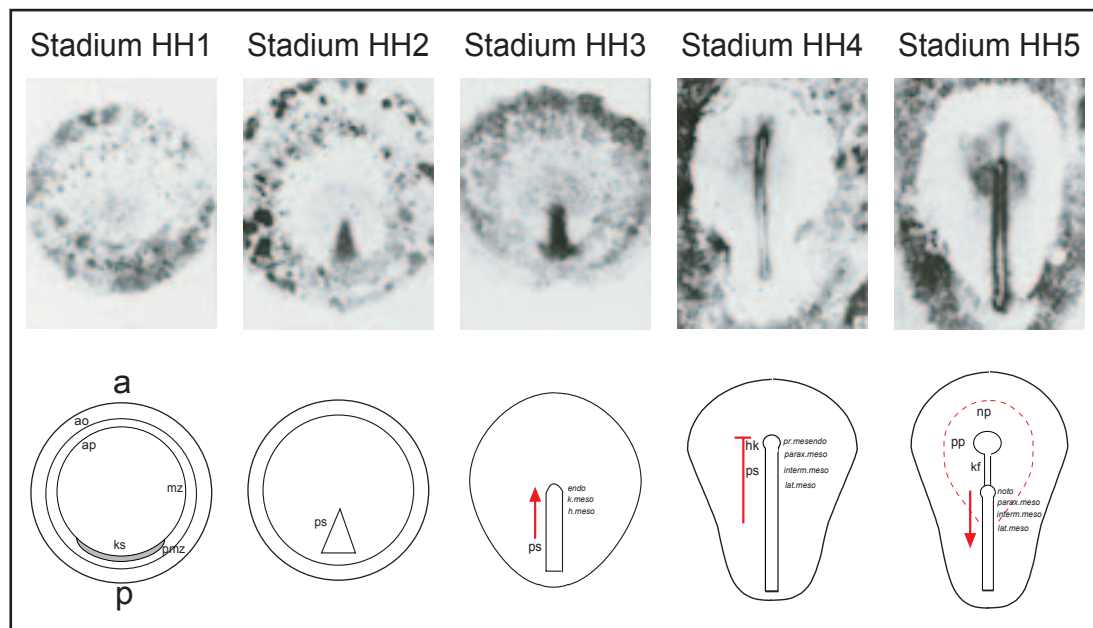 Stadium HH1
Stadium HH2
Stadium HH3
Stadium HH4
Stadium HH5
a
ao
ap
mz
ks
pmz
p
ps
endo
k.meso
h.meso
ps
hk
pr.mesendo
parax.meso
ps
interm.meso
lat.meso
np
pp
kf
noto
parax.meso
interm.meso
lat.meso